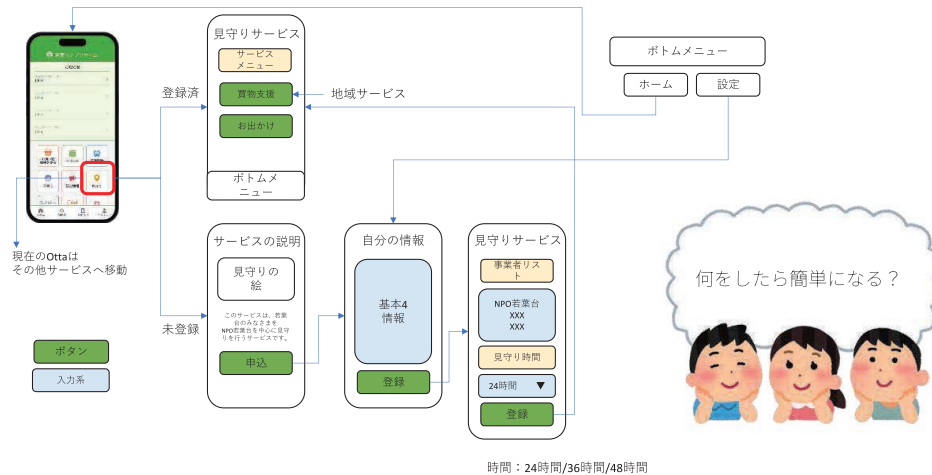 見守りサービス
サービス
メニュー
買物支援
お出かけ
ボトムメ
ニュー
登録済
地域サービス
ボトムメニュー
ホーム
設定
現在のOttaは
その他サービスへ移動
未登録
ボタン
入力系
サービスの説明
見守りの
絵
このサービスは、若葉
台のみなさまを
NPO若葉台を中心に見守
りを行うサービスです。
申込
自分の情報
基本4
情報
登録
見守りサービス
事業者リス
ト
NPO若葉台
XXX
XXX
見守り時間
24時間 ▼
登録
時間：24時間/36時間/48時間
何をしたら簡単になる？